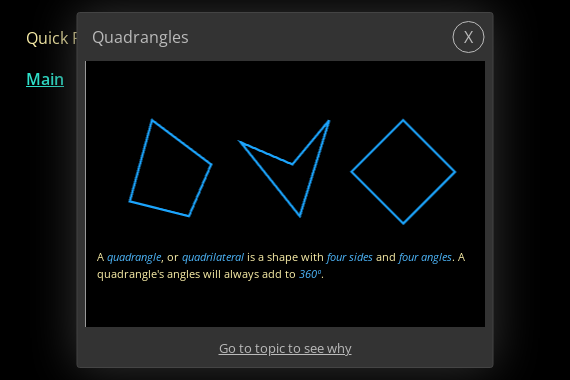 Quick
Quadrangles
X
Main
A quadrangle, or quadrilateral is a shape with four sides and four angles. A
quadrangle's angles will always add to 360°.
Go to topic to see why